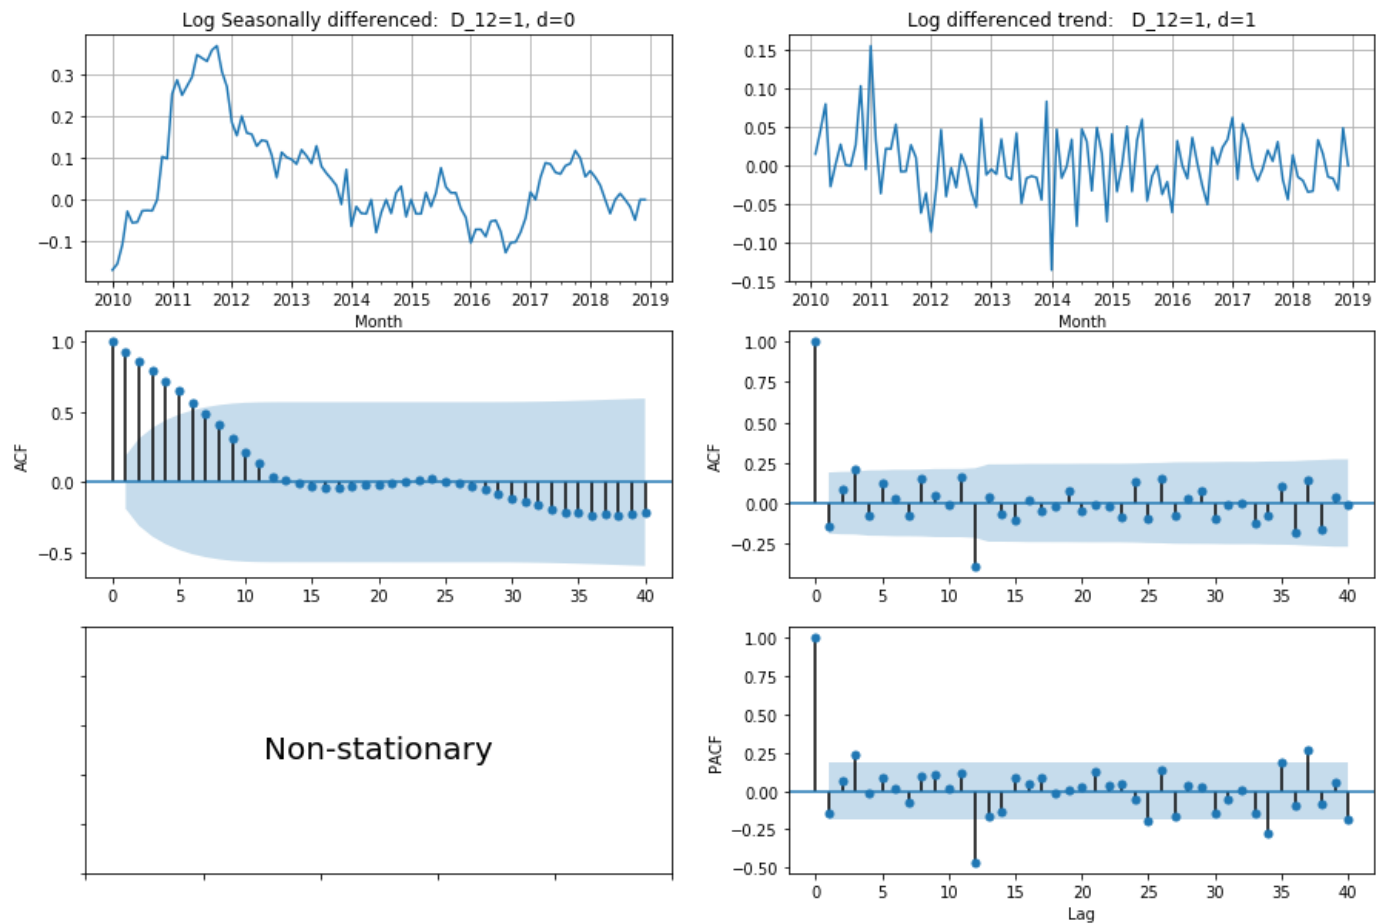 Log Seasonally differenced:  D_12=1, d=0
0.3
0.2
0.1
0.0
−0.1
2010 2011 2012 2013 2014 2015 2016 2017 2018 2019
Month
Log differenced trend:   D_12=1, d=1
0.15
0.10
0.05
0.00
−0.05
−0.10
−0.15
2010 2011 2012 2013 2014 2015 2016 2017 2018 2019
Month
ACF
1.0
0.5
0.0
−0.5
0 5 10 15 20 25 30 35 40
ACF
1.00
0.75
0.50
0.25
0.00
−0.25
0 5 10 15 20 25 30 35 40
Non-stationary
PACF
1.00
0.75
0.50
0.25
0.00
−0.25
−0.50
0 5 10 15 20 25 30 35 40
Lag